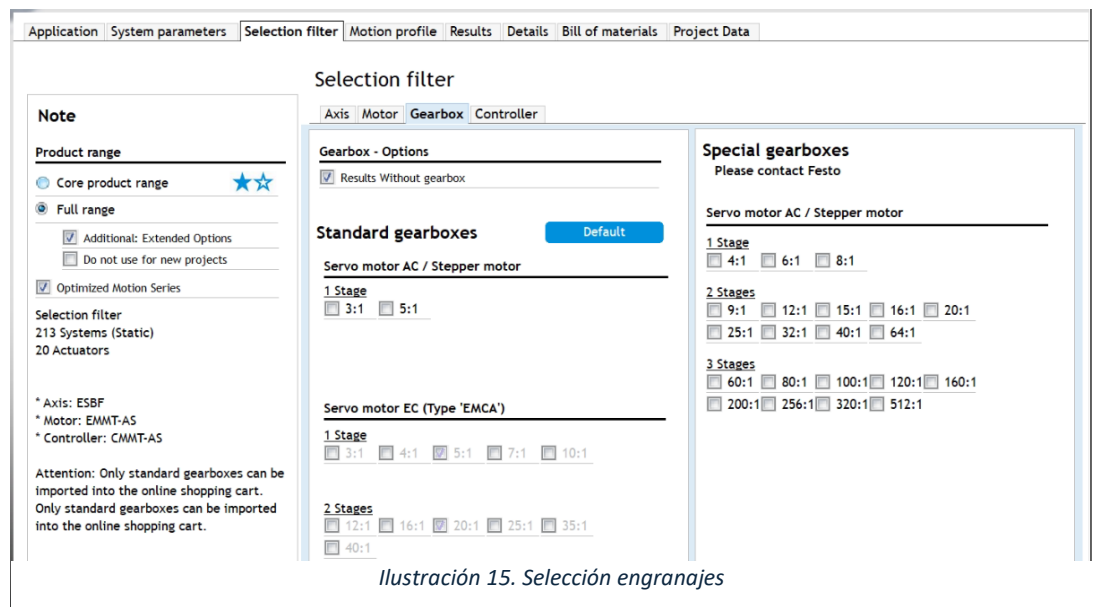 Application System parameters Selection filter Motion profile Results Details Bill of materials Project Data
Selection filter
Note
Product range
Core product range
Full range
Additional: Extended Options
Do not use for new projects
Optimized Motion Series
Selection filter
213 Systems (Static)
20 Actuators
* Axis: ESBF
* Motor: EMMT-AS
* Controller: CMMT-AS
Attention: Only standard gearboxes can be
imported into the online shopping cart.
Only standard gearboxes can be imported
into the online shopping cart.
Axis Motor Gearbox Controller
Gearbox - Options
Results Without gearbox
Standard gearboxes Default
Servo motor AC / Stepper motor
1 Stage
3:1 5:1
Servo motor EC (Type 'EMCA')
1 Stage
3:1 4:1 5:1 7:1 10:1
2 Stages
12:1 16:1 20:1 25:1 35:1
40:1
Special gearboxes
Please contact Festo
Servo motor AC / Stepper motor
1 Stage
4:1 6:1 8:1
2 Stages
9:1 12:1 15:1 16:1 20:1
25:1 32:1 40:1 64:1
3 Stages
60:1 80:1 100:1 120:1 160:1
200:1 256:1 320:1 512:1
Ilustración 15. Selección engranajes